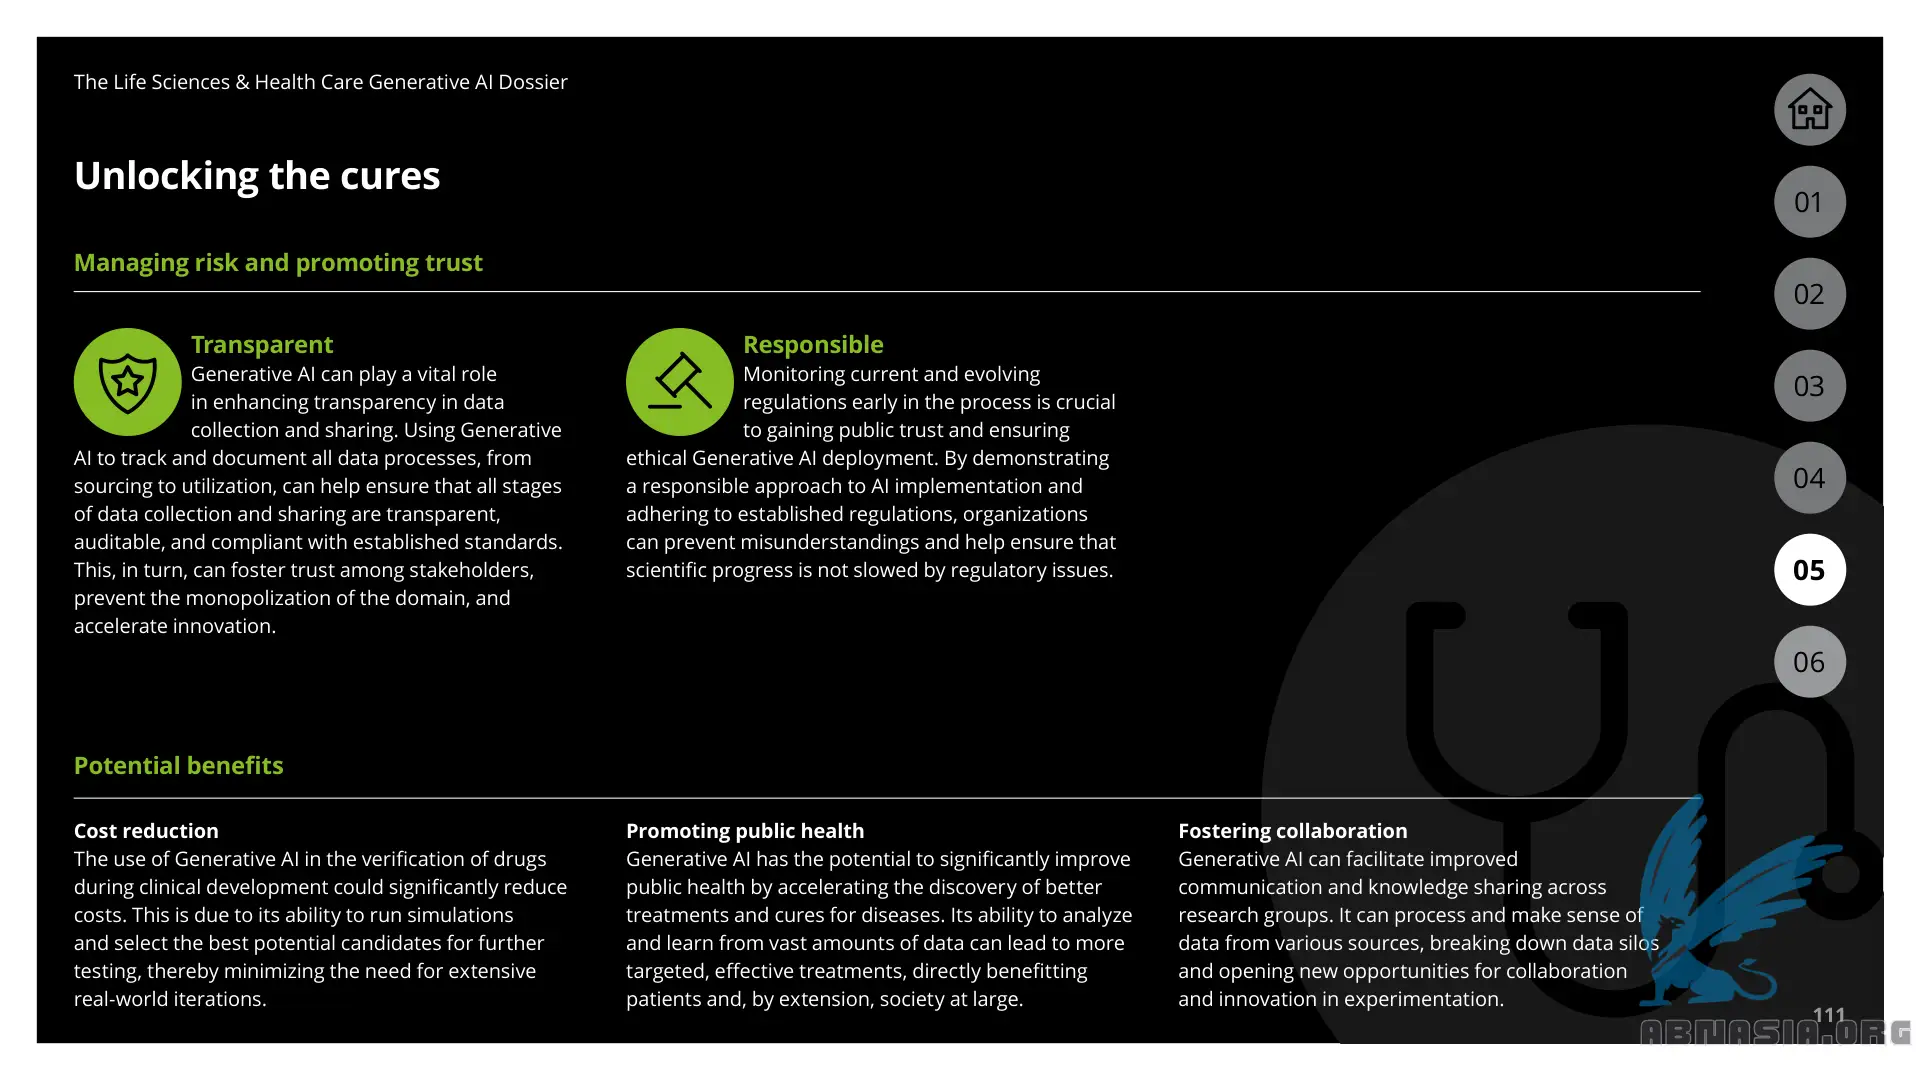 The Life Sciences & Health Care Generative AI Dossier
Unlocking the cures
Managing risk and promoting trust
Transparent
Generative AI can play a vital role
in enhancing transparency in data
collection and sharing. Using Generative
AI to track and document all data processes, from
sourcing to utilization, can help ensure that all stages
of data collection and sharing are transparent,
auditable, and compliant with established standards.
This, in turn, can foster trust among stakeholders,
prevent the monopolization of the domain, and
accelerate innovation.
Responsible
Monitoring current and evolving
regulations early in the process is crucial
to gaining public trust and ensuring
ethical Generative AI deployment. By demonstrating
a responsible approach to AI implementation and
adhering to established regulations, organizations
can prevent misunderstandings and help ensure that
scientific progress is not slowed by regulatory issues.
Potential benefits
Cost reduction
The use of Generative AI in the verification of drugs
during clinical development could significantly reduce
costs. This is due to its ability to run simulations
and select the best potential candidates for further
testing, thereby minimizing the need for extensive
real-world iterations.
Promoting public health
Generative AI has the potential to significantly improve
public health by accelerating the discovery of better
treatments and cures for diseases. Its ability to analyze
and learn from vast amounts of data can lead to more
targeted, effective treatments, directly benefitting
patients and, by extension, society at large.
Fostering collaboration
Generative AI can facilitate improved
communication and knowledge sharing across
research groups. It can process and make sense of
data from various sources, breaking down data silos
and opening new opportunities for collaboration
and innovation in experimentation.
01
02
03
04
05
06
111
ABMASIA.ORG